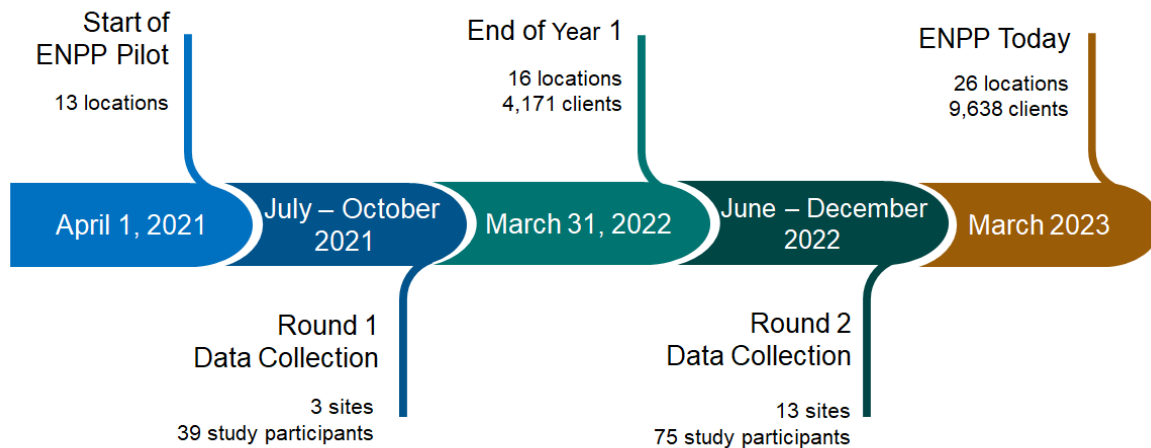 Start of
ENPP Pilot
13 locations
End of Year 1
16 locations
4,171 clients
ENPP Today
26 locations
9,638 clients
April 1, 2021
July – October
2021
March 31, 2022
June – December
2022
March 2023
Round 1
Data Collection
3 sites
39 study participants
Round 2
Data Collection
13 sites
75 study participants